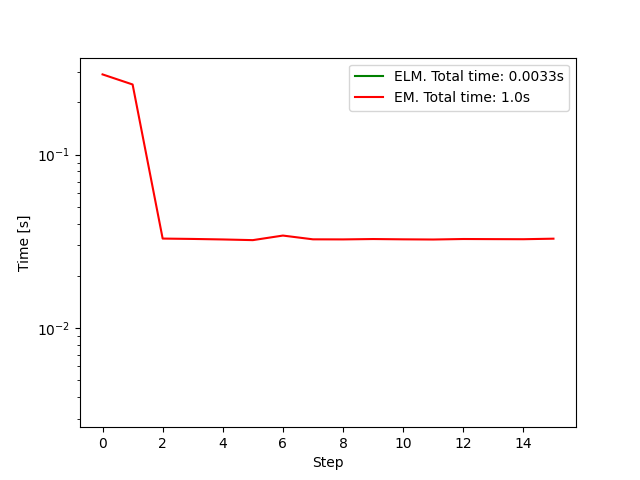 ELM. Total time: 0.0033s
EM. Total time: 1.0s
10⁻¹
10⁻²
Time [s]
0 2 4 6 8 10 12 14
Step